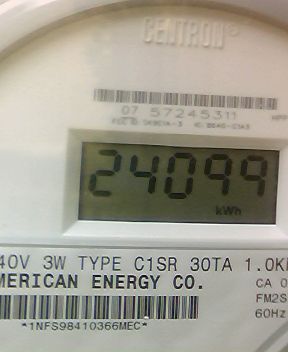 CENTRON®
07 57245311
24099
kWh
40V 3W TYPE C1SR 30TA 1.0K
MERICAN ENERGY CO.
CA 0
FM2S
60Hz
*1NFS98410366MEC*